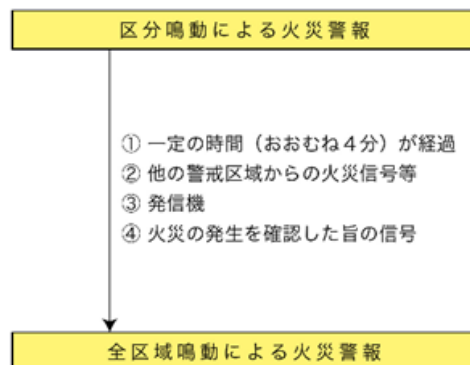 区分鳴動による火災警報
① 一定の時間（おおむね４分）が経過
② 他の警戒区域からの火災信号等
③ 発信機
④ 火災の発生を確認した旨の信号
全区域鳴動による火災警報